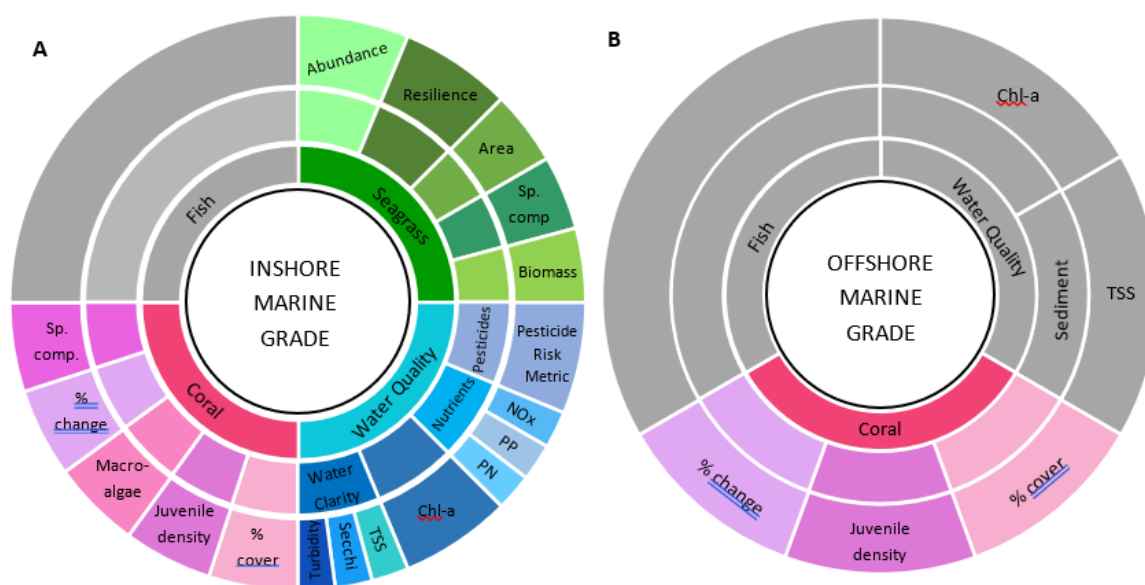 A
Abundance
Resilience
Area
Sp.
comp
Biomass
Fish
Seagrass
INSHORE
MARINE
GRADE
Sp.
comp.
%
change
Macro-
algae
Juvenile
density
%
cover
Coral
Water Quality
Pesticides
Pesticide
Risk
Metric
Nutrients
NOx
PP
PN
Water
Clarity
Chl-a
Turbidity
Secchi
TSS
B
Chl-a
Water Quality
Fish
OFFSHORE
MARINE
GRADE
Sediment
TSS
Coral
% change
Juvenile
density
% cover